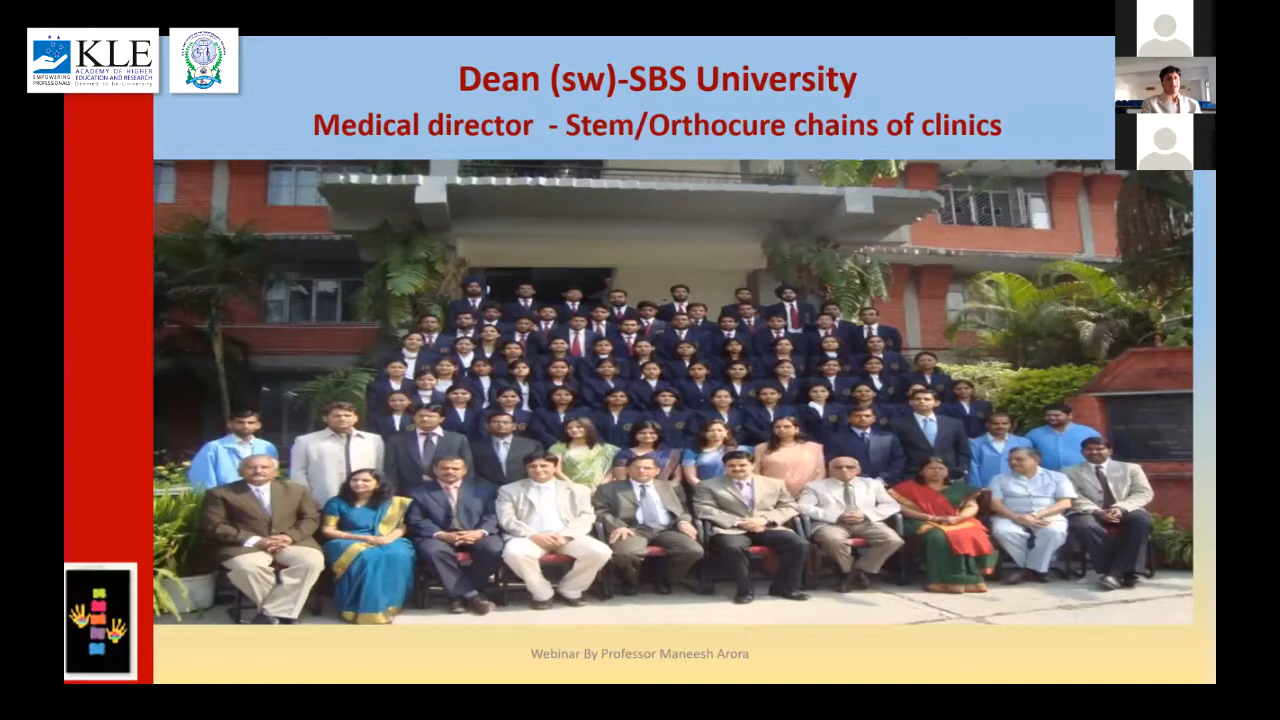 KLE
ACADEMY OF HIGHER
EDUCATION AND RESEARCH
Deemed-to-be-University
EMPOWERING
PROFESSIONALS
Dean (sw)-SBS University
Medical director - Stem/Orthocure chains of clinics
Webinar By Professor Maneesh Arora